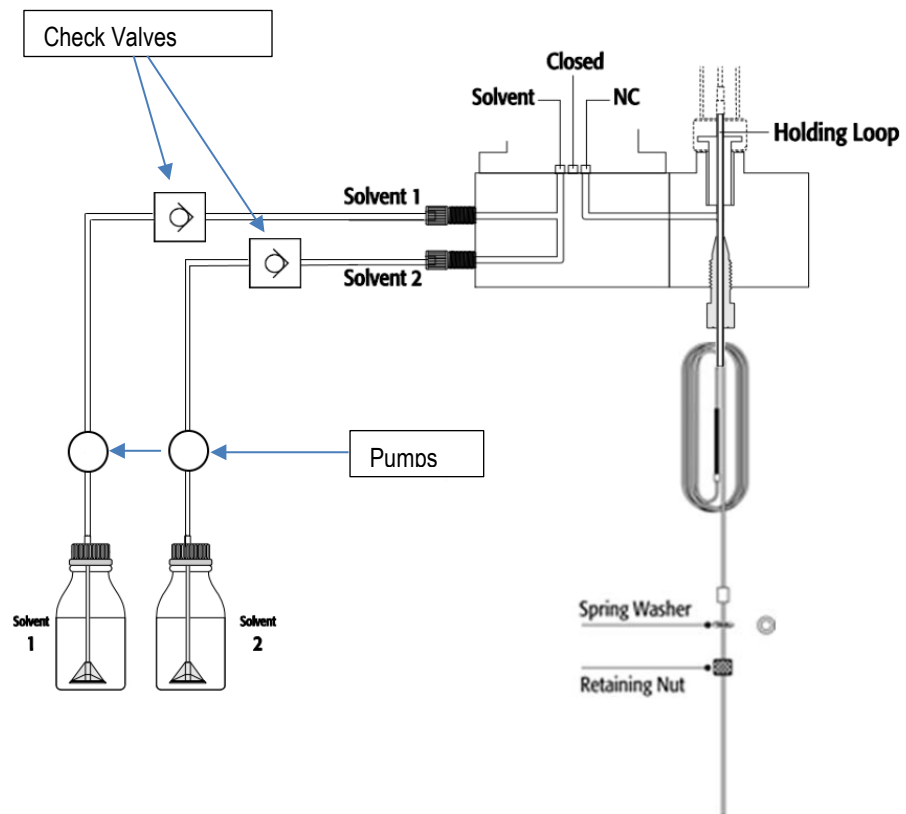 Check Valves
Closed
Solvent
NC
Holding Loop
Solvent 1
Solvent 2
Pumps
Solvent
1
Solvent
2
Spring Washer
Retaining Nut